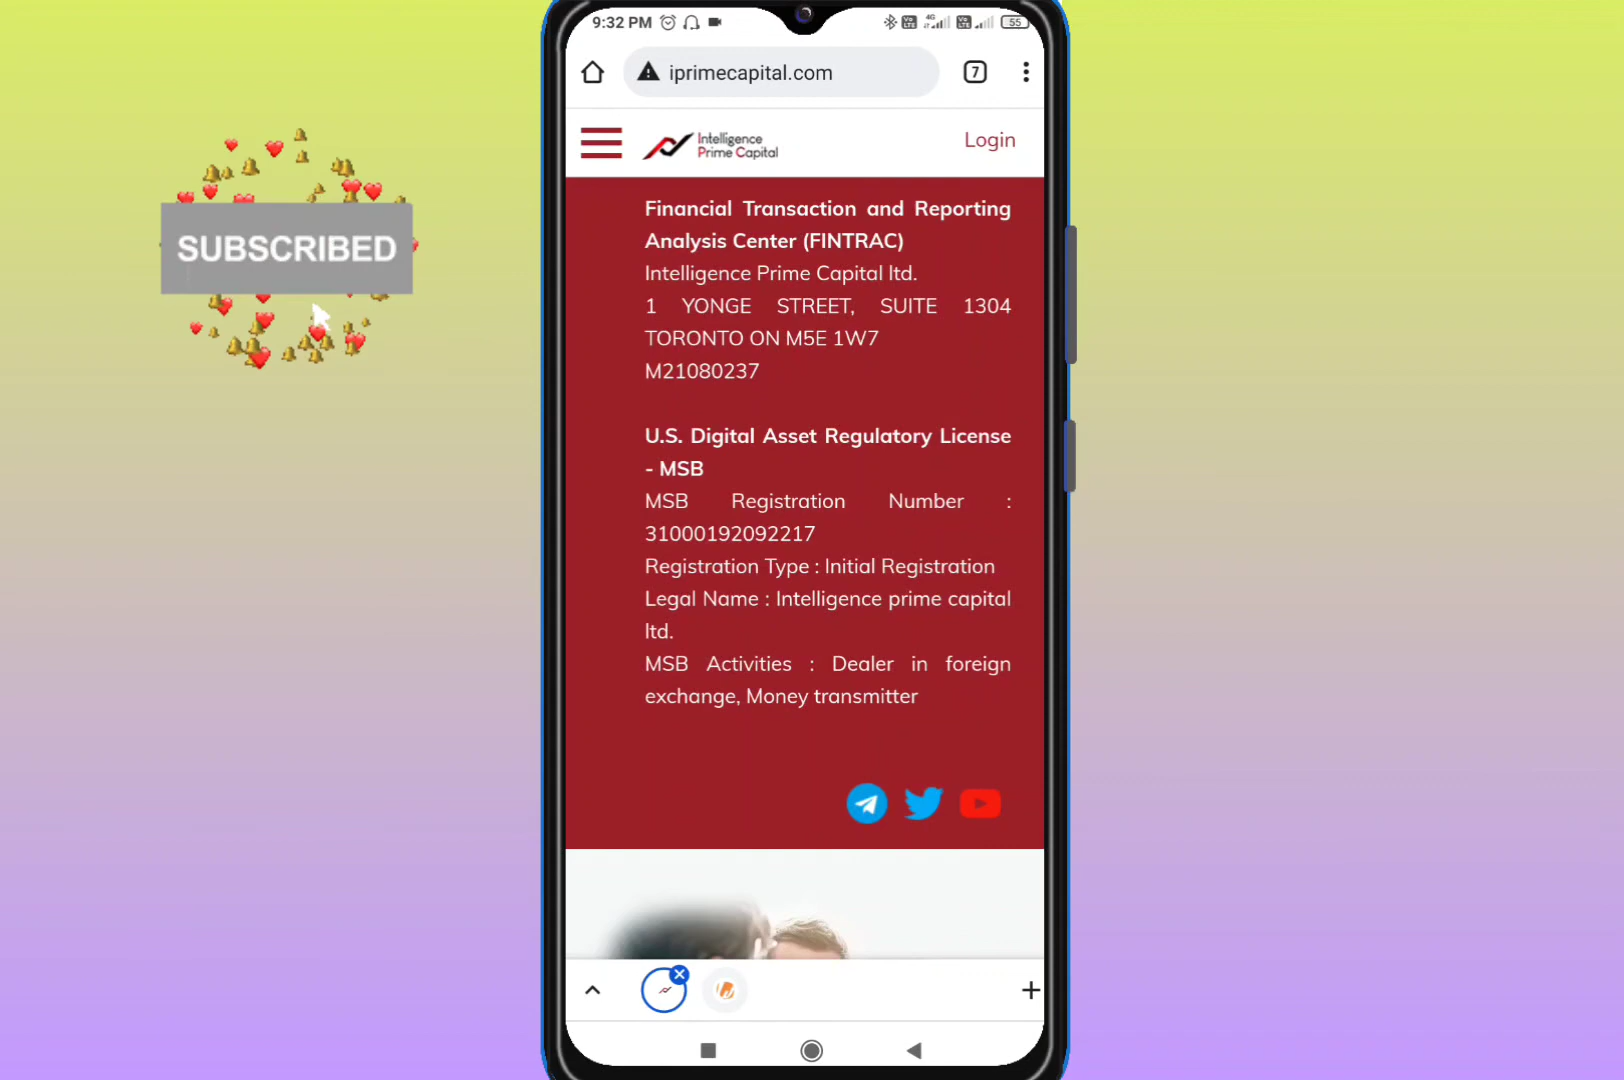 9:32 PM
55
iprimecapital.com
7
Intelligence
Prime Capital
Login
SUBSCRIBED
Financial Transaction and Reporting
Analysis Center (FINTRAC)
Intelligence Prime Capital ltd.
1 YONGE STREET, SUITE 1304
TORONTO ON M5E 1W7
M21080237
U.S. Digital Asset Regulatory License
- MSB
MSB Registration Number :
31000192092217
Registration Type : Initial Registration
Legal Name : Intelligence prime capital
ltd.
MSB Activities : Dealer in foreign
exchange, Money transmitter